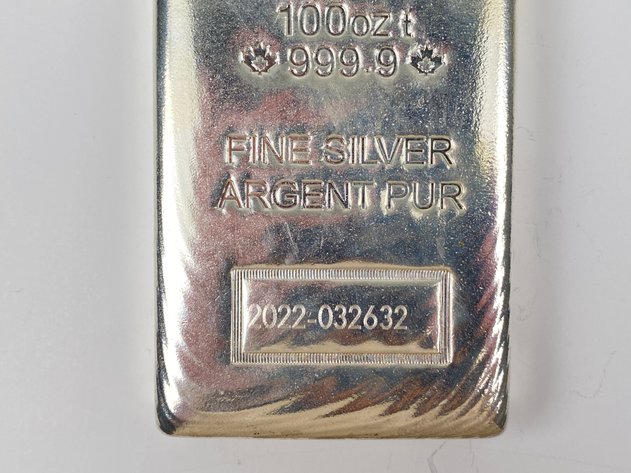 100oz t
999.9
FINE SILVER
ARGENT PUR
2022-032632